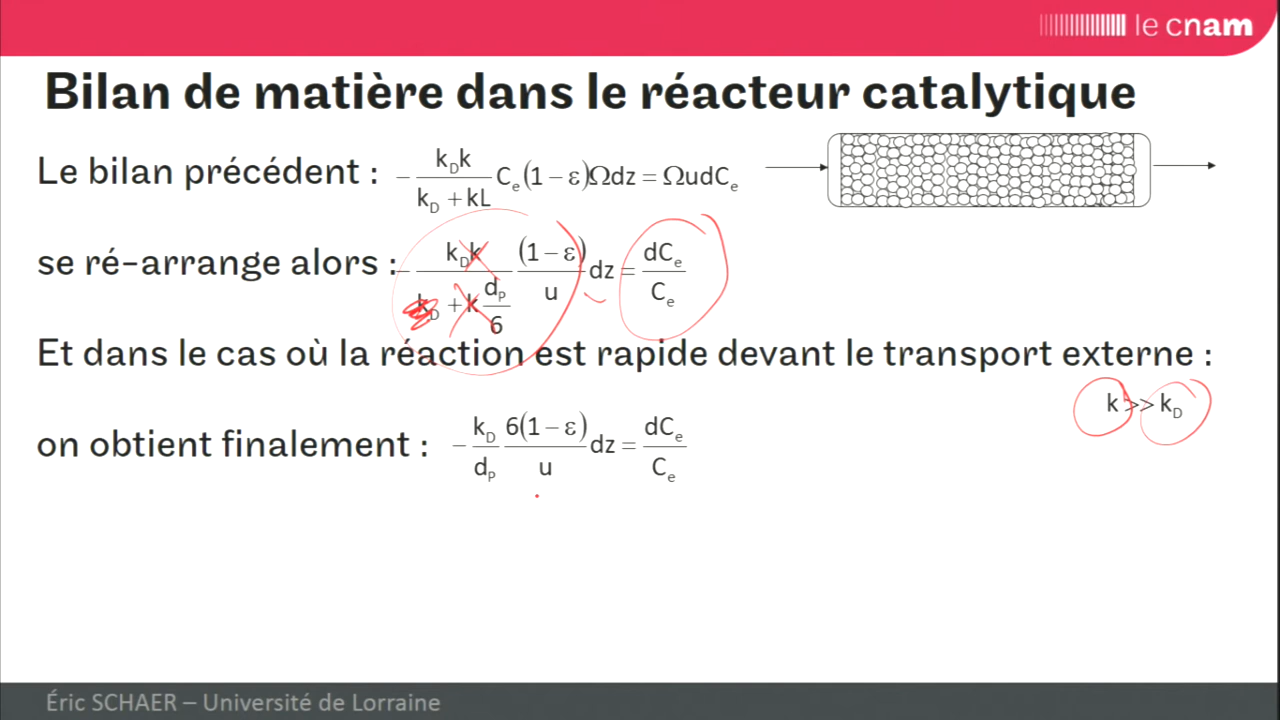 le cnam
Bilan de matière dans le réacteur catalytique
Le bilan précédent : − (k_D k)/(k_D + kL) C_e (1 − ε)Ωdz = ΩudC_e
se ré-arrange alors : − (k_D k)/(k_D + k d_P/6) (1 − ε)/u dz = dC_e/C_e
Et dans le cas où la réaction est rapide devant le transport externe :
k >> k_D
on obtient finalement : − k_D/d_P 6(1 − ε)/u dz = dC_e/C_e
Éric SCHAER – Université de Lorraine